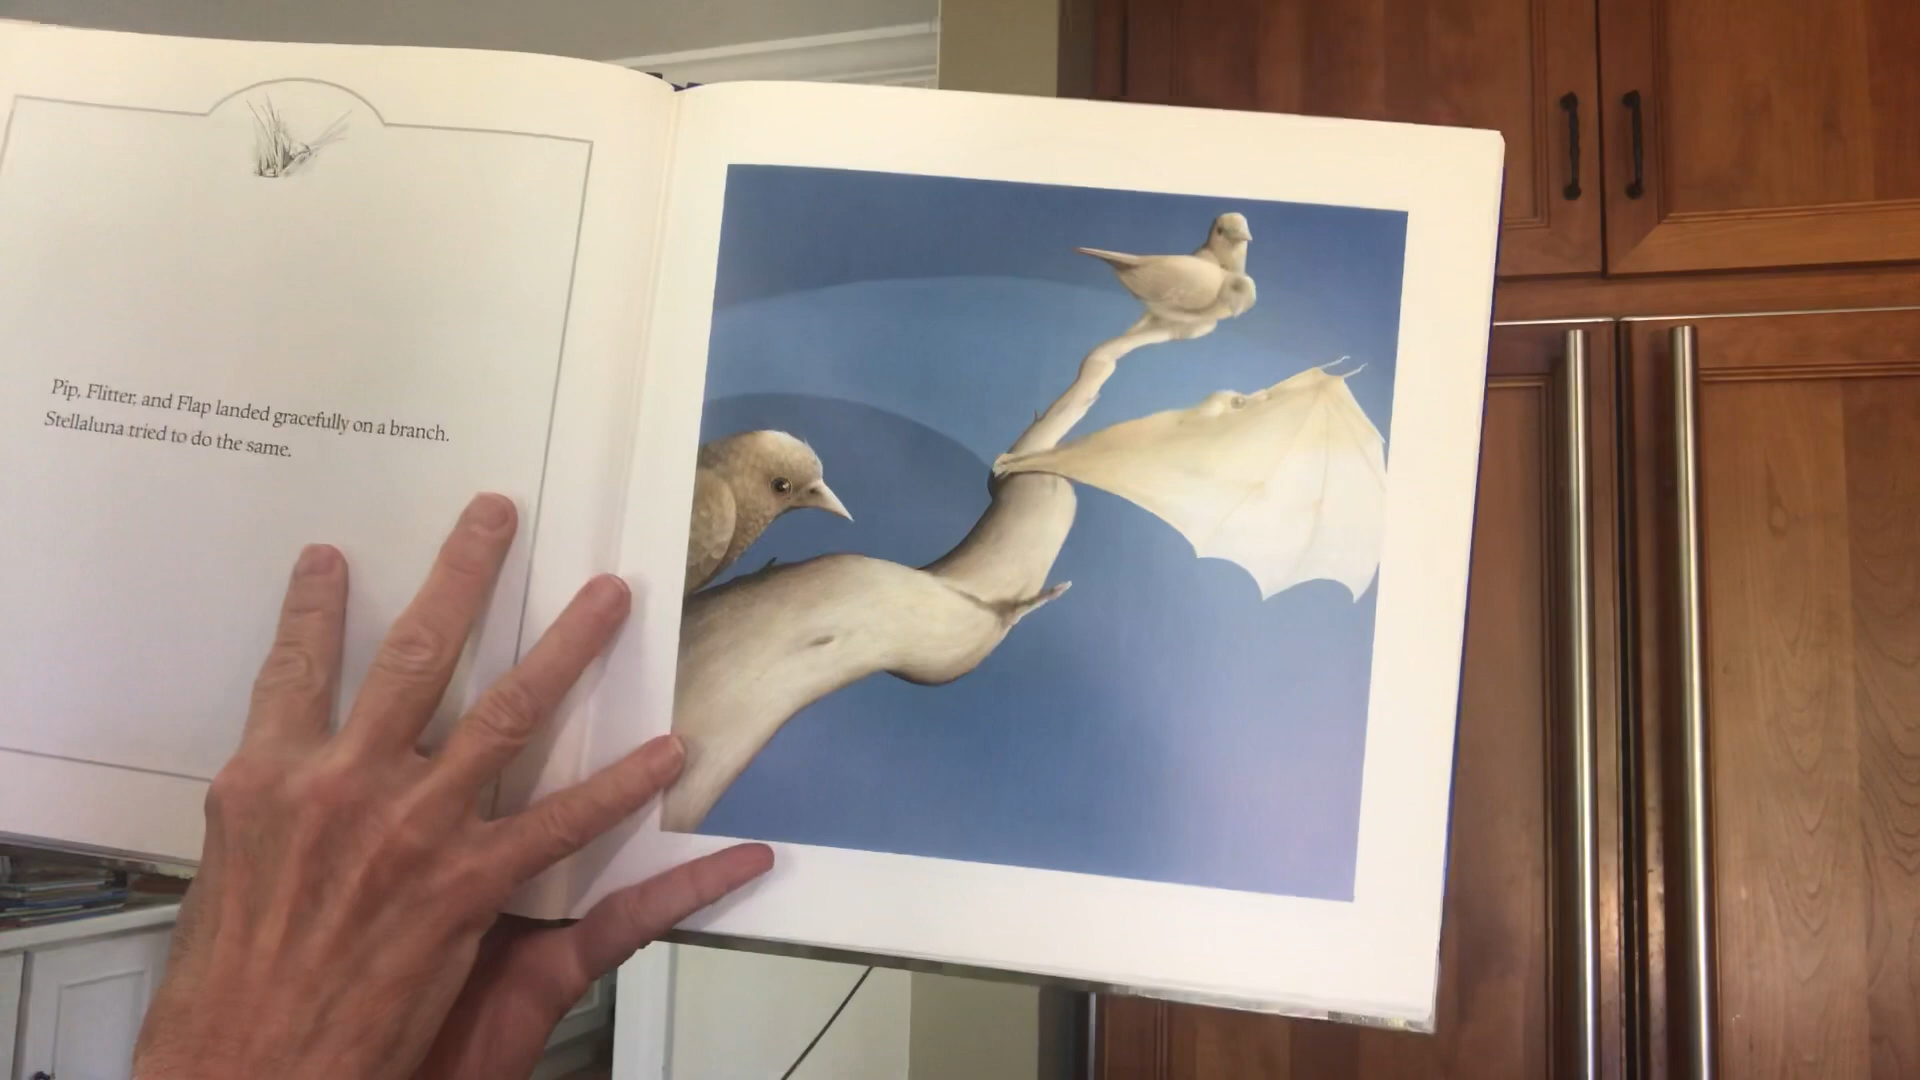 Pip, Flitter, and Flap landed gracefully on a branch.
Stellaluna tried to do the same.